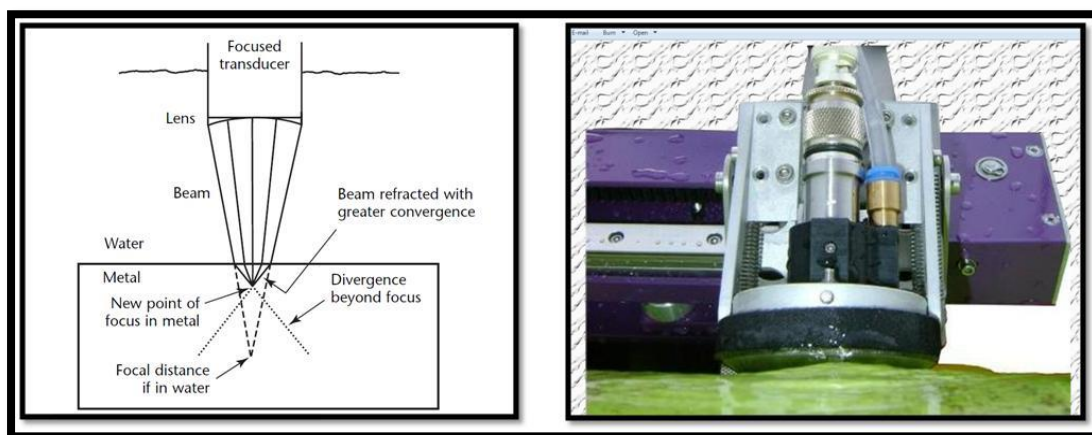 Focused
transducer
Lens
Beam
Beam refracted with
greater convergence
Water
Metal
New point of
focus in metal
Divergence
beyond focus
Focal distance
if in water
E-mail Burn Open